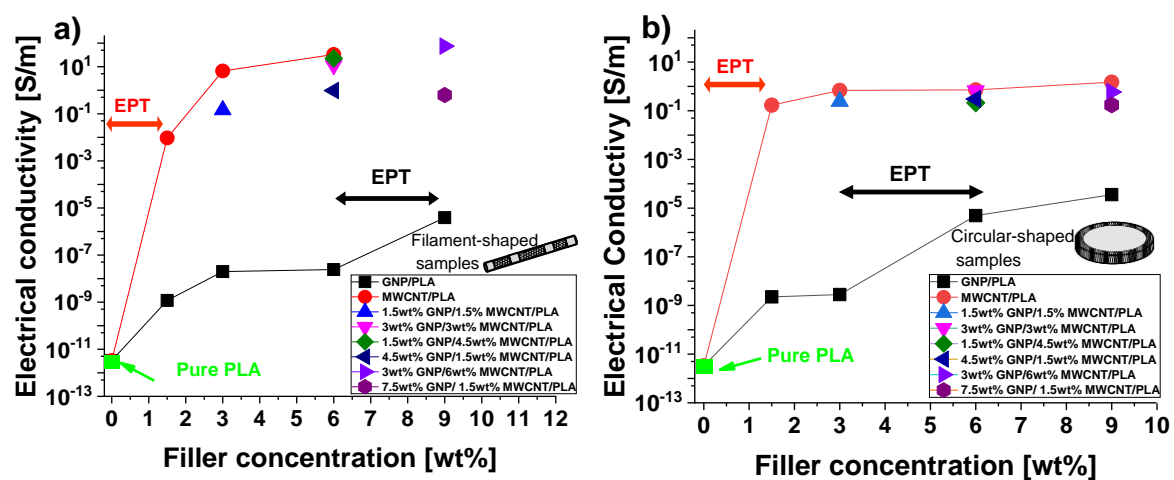 a)
Electrical conductivity [S/m]
10¹
10⁻¹
10⁻³
10⁻⁵
10⁻⁷
10⁻⁹
10⁻¹¹
10⁻¹³
EPT
EPT
Filament-shaped
samples
GNP/PLA
MWCNT/PLA
1.5wt% GNP/1.5% MWCNT/PLA
3wt% GNP/3wt% MWCNT/PLA
1.5wt% GNP/4.5wt% MWCNT/PLA
4.5wt% GNP/1.5wt% MWCNT/PLA
3wt% GNP/6wt% MWCNT/PLA
7.5wt% GNP/ 1.5wt% MWCNT/PLA
Pure PLA
0 1 2 3 4 5 6 7 8 9 10 11 12
Filler concentration [wt%]
b)
Electrical Conductivy [S/m]
10¹
10⁻¹
10⁻³
10⁻⁵
10⁻⁷
10⁻⁹
10⁻¹¹
10⁻¹³
EPT
EPT
Circular-shaped
samples
GNP/PLA
MWCNT/PLA
1.5wt% GNP/1.5% MWCNT/PLA
3wt% GNP/3wt% MWCNT/PLA
1.5wt% GNP/4.5wt% MWCNT/PLA
4.5wt% GNP/1.5wt% MWCNT/PLA
3wt% GNP/6wt% MWCNT/PLA
7.5wt% GNP/ 1.5wt% MWCNT/PLA
Pure PLA
0 1 2 3 4 5 6 7 8 9 10
Filler concentration [wt%]